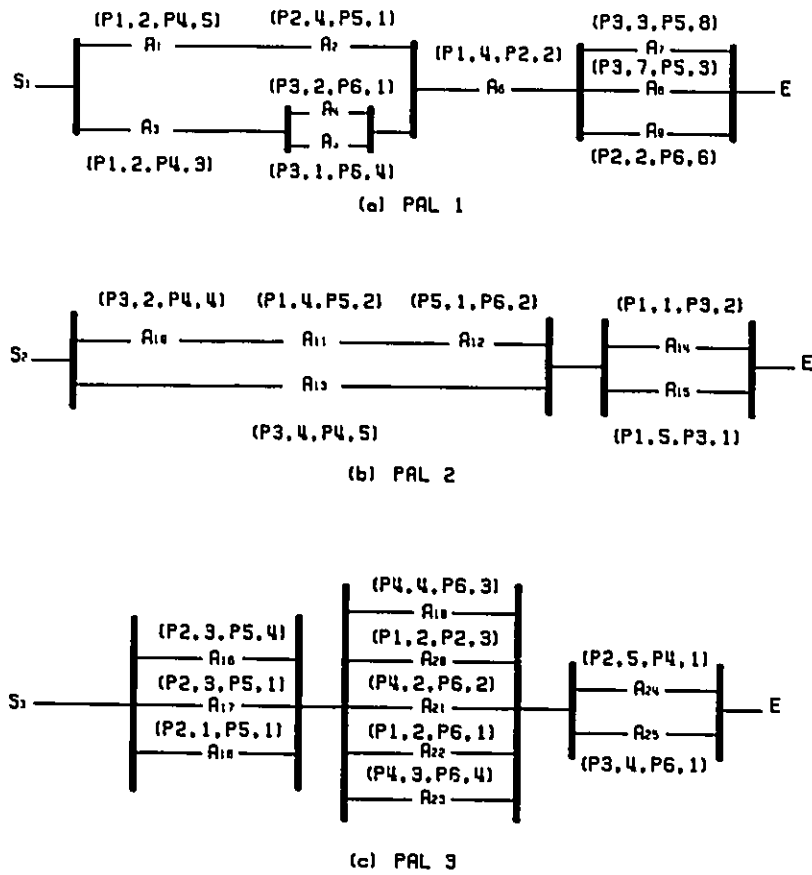 (P1,2,P4,5) (P2,4,P5,1)
(P1,4,P2,2) (P3,3,P5,8)
A1 A2 A7
(P3,7,P5,3)
S1 (P3,2,P6,1) A6 A8 E
A4
A3 A9
(P1,2,P4,3) (P3,1,P6,4) (P2,2,P6,6)
(a) PAL 1
(P3,2,P4,4) (P1,4,P5,2) (P5,1,P6,2) (P1,1,P3,2)
S2 A10 A11 A12 A14 E
A13 A15
(P3,4,P4,5) (P1,5,P3,1)
(b) PAL 2
(P4,4,P6,3)
A19
(P2,3,P5,4) (P1,2,P2,3) (P2,5,P4,1)
A16 A20
(P2,3,P5,1) (P4,2,P6,2) A24
S3 A17 A21 E
(P2,1,P5,1) (P1,2,P6,1) A25
A18 A22
(P4,3,P6,4) (P3,4,P6,1)
A23
(c) PAL 3